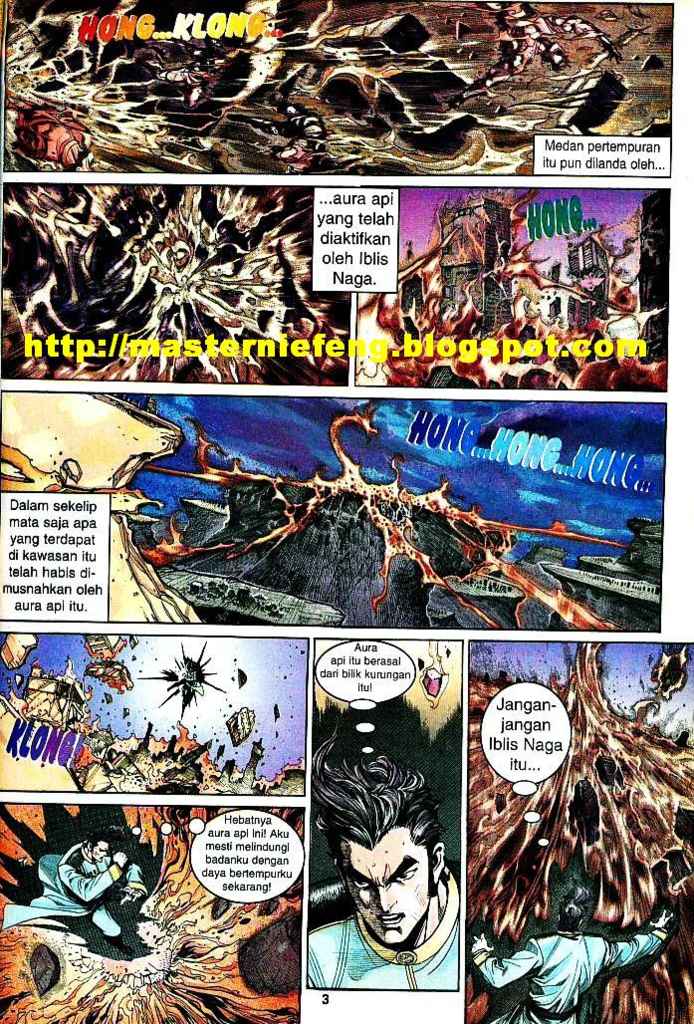 HONG...KLONG...
Medan pertempuran
itu pun dilanda oleh...
...aura api
yang telah
diaktifkan
oleh Iblis
Naga.
HONG...
http://masterniefeng.blogspot.com
HONG...HONG...HONG...
Dalam sekelip
mata saja apa
yang terdapat
di kawasan itu
telah habis di-
musnahkan oleh
aura api itu.
KLONG!
Hebatnya
aura api ini! Aku
mesti melindungi
badanku dengan
daya bertempurku
sekarang!
Aura
api itu berasal
dari bilik kurungan
itu!
Jangan-
jangan
Iblis Naga
itu...
3